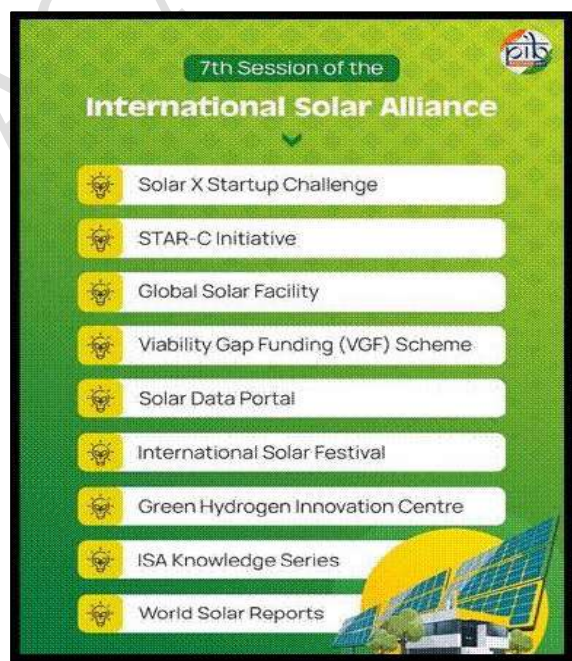 pib
7th Session of the
International Solar Alliance
Solar X Startup Challenge
STAR-C Initiative
Global Solar Facility
Viability Gap Funding (VGF) Scheme
Solar Data Portal
International Solar Festival
Green Hydrogen Innovation Centre
ISA Knowledge Series
World Solar Reports